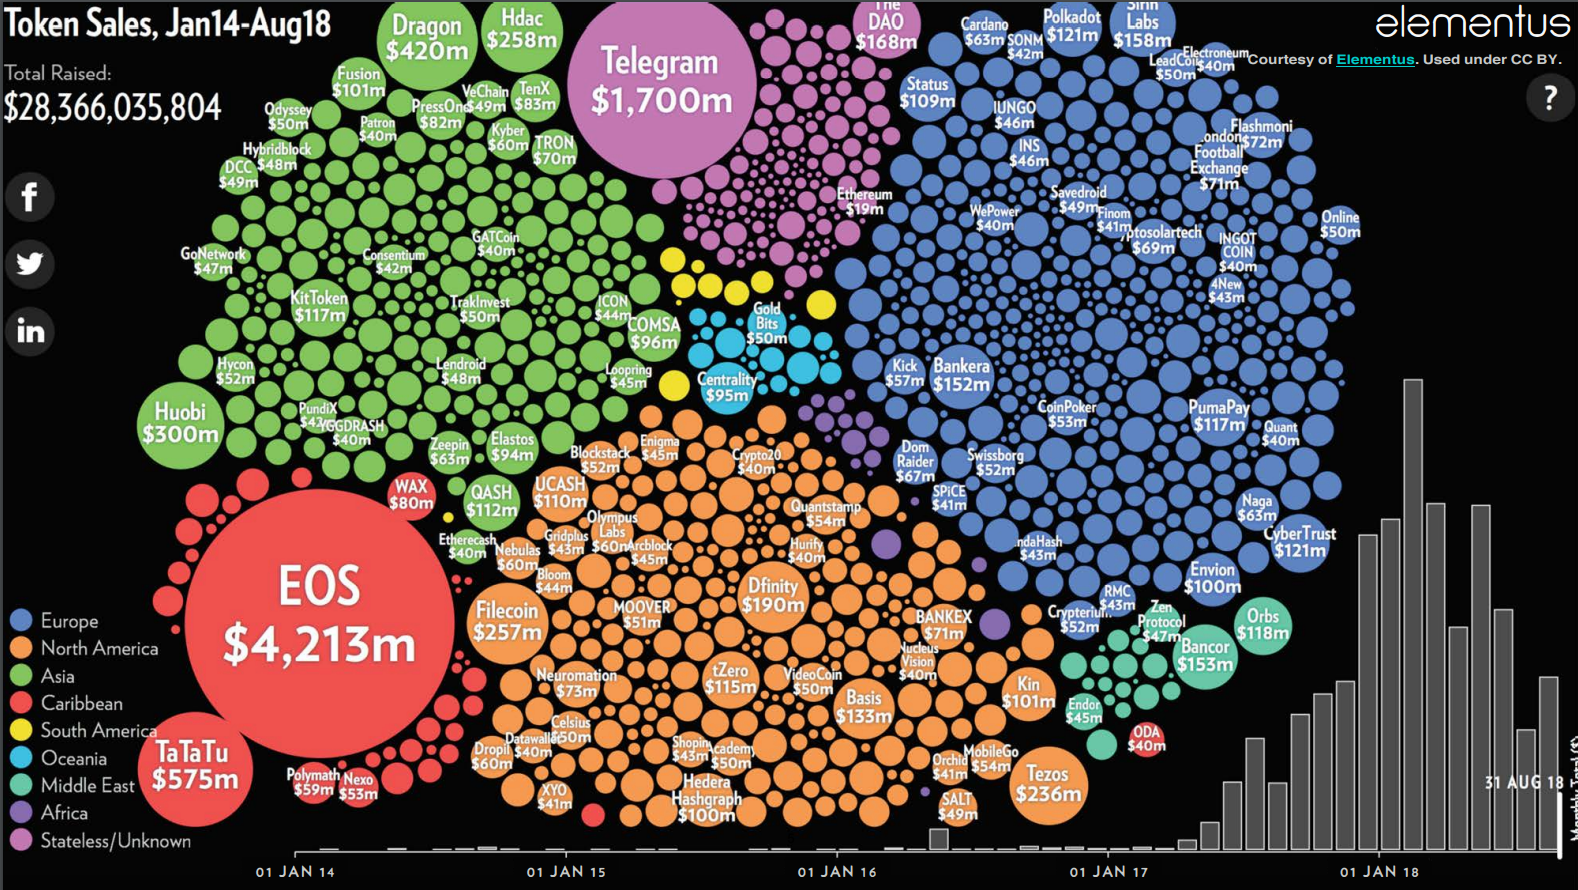 Token Sales, Jan14-Aug18
Total Raised:
$28,366,035,804
elementus
Courtesy of Elementus. Used under CC BY.
?
f
in
Dragon
$420m
Hdac
$258m
Telegram
$1,700m
The
DAO
$168m
Cardano
$63m
SONM
$42m
Polkadot
$121m
Sirin
Labs
$158m
Electroneum
$40m
LeadCoin
$50m
Fusion
$101m
VeChain
$49m
TenX
$83m
PressOne
$82m
Odyssey
$50m
Patron
$40m
Kyber
$60m
TRON
$70m
Hybridblock
$48m
DCC
$49m
Status
$109m
IUNGO
$46m
INS
$46m
Flashmoni
$72m
London
Football
Exchange
$71m
Ethereum
$19m
Savedroid
$49m
WePower
$40m
Finom
$41m
yptosolartech
$69m
INGOT
COIN
$40m
Online
$50m
GoNetwork
$47m
Consentium
$42m
GATCoin
$40m
KitToken
$117m
TrakInvest
$50m
ICON
$44m
COMSA
$96m
Gold
Bits
$50m
4New
$43m
Hycon
$52m
Lendroid
$48m
Loopring
$45m
Centrality
$95m
Kick
$57m
Bankera
$152m
Huobi
$300m
PundiX
$42m
YGGDRASH
$40m
Zeepin
$63m
Elastos
$94m
CoinPoker
$53m
PumaPay
$117m
Quant
$40m
Blockstack
$52m
Enigma
$45m
Crypto20
$40m
Dom
Raider
$67m
Swissborg
$52m
WAX
$80m
QASH
$112m
UCASH
$110m
SPiCE
$41m
Naga
$63m
Quantstamp
$54m
Olympus
Labs
$60m
Gridplus
$43m
Arcblock
$45m
Hurify
$40m
Ethercash
$40m
Nebulas
$60m
ndaHash
$43m
CyberTrust
$121m
EOS
$4,213m
Bloom
$44m
Dfinity
$190m
Envion
$100m
Filecoin
$257m
MOOVER
$51m
BANKEX
$71m
RMC
$43m
Crypterium
$52m
Zen
Protocol
$47m
Orbs
$118m
Bancor
$153m
Nucleus
Vision
$40m
Neuromation
$73m
tZero
$115m
VideoCoin
$50m
Basis
$133m
Kin
$101m
Endor
$45m
ODA
$40m
Celsius
$50m
Datawallet
$40m
Dropil
$60m
Shopin
$43m
Academy
$50m
Orchid
$41m
MobileGo
$54m
TaTaTu
$575m
Polymath
$59m
Nexo
$53m
XYO
$41m
Hedera
Hashgraph
$100m
SALT
$49m
Tezos
$236m
Europe
North America
Asia
Caribbean
South America
Oceania
Middle East
Africa
Stateless/Unknown
31 AUG 18
Monthly Total ($)
01 JAN 14
01 JAN 15
01 JAN 16
01 JAN 17
01 JAN 18